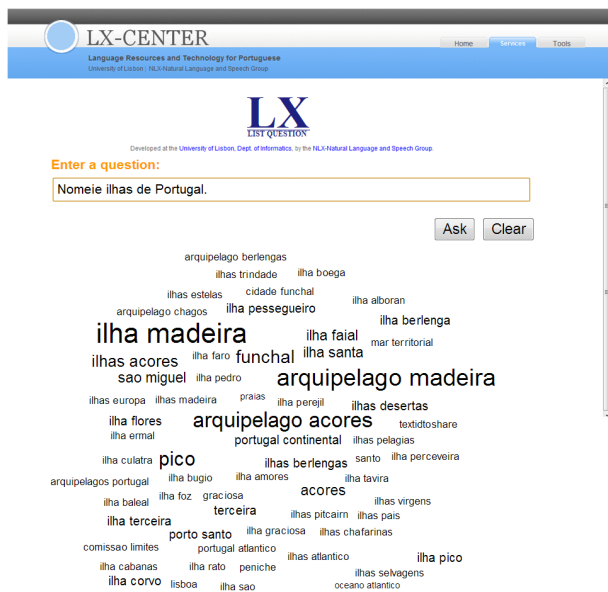 LX-CENTER
Home Services Tools
Language Resources and Technology for Portuguese
University of Lisbon : NLX-Natural Language and Speech Group
LX
LIST QUESTION
Developed at the University of Lisbon, Dept. of Informatics, by the NLX-Natural Language and Speech Group.
Enter a question:
Nomeie ilhas de Portugal.
Ask Clear
arquipelago berlengas
ilhas trindade ilha boega
ilhas estelas cidade funchal ilha alboran
arquipelago chagos ilha pessegueiro
ilha berlenga
ilha madeira ilha faial mar territorial
ilhas acores ilha faro funchal ilha santa
sao miguel ilha pedro arquipelago madeira
ilhas europa ilhas madeira praias ilha perejil ilhas desertas
ilha flores arquipelago acores textidtoshare
ilha ermal portugal continental ilhas pelagias
ilha culatra pico ilhas berlengas santo ilha perceveira
arquipelagos portugal ilha bugio ilha amores ilha tavira
ilha baleal ilha foz graciosa acores ilhas virgens
ilha terceira terceira ilhas pitcairn ilhas pais
porto santo ilha graciosa ilhas chafarinas
comissao limites portugal atlantico ilhas atlantico ilha pico
ilha cabanas ilha rato peniche ilhas selvagens
ilha corvo lisboa ilha sao oceano atlantico